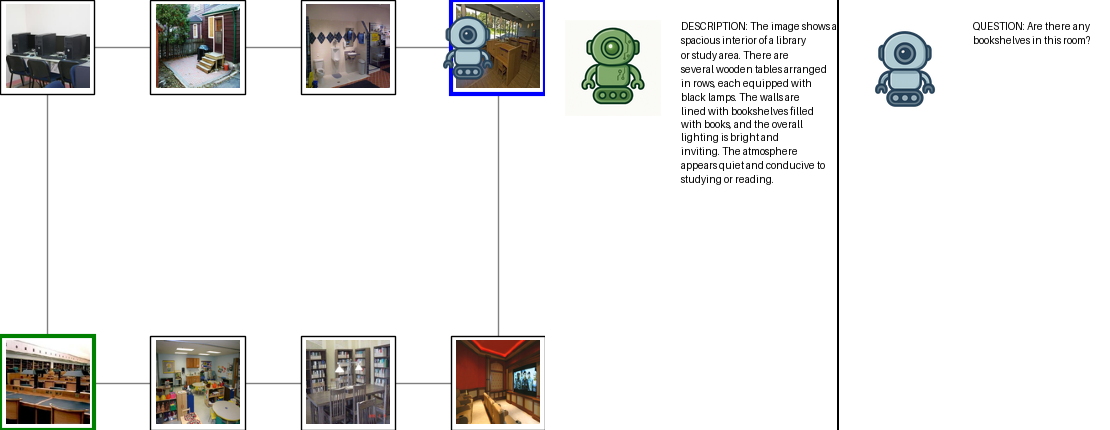 DESCRIPTION: The image shows a
spacious interior of a library
or study area. There are
several wooden tables arranged
in rows, each equipped with
black lamps. The walls are
lined with bookshelves filled
with books, and the overall
lighting is bright and
inviting. The atmosphere
appears quiet and conducive to
studying or reading.
QUESTION: Are there any
bookshelves in this room?